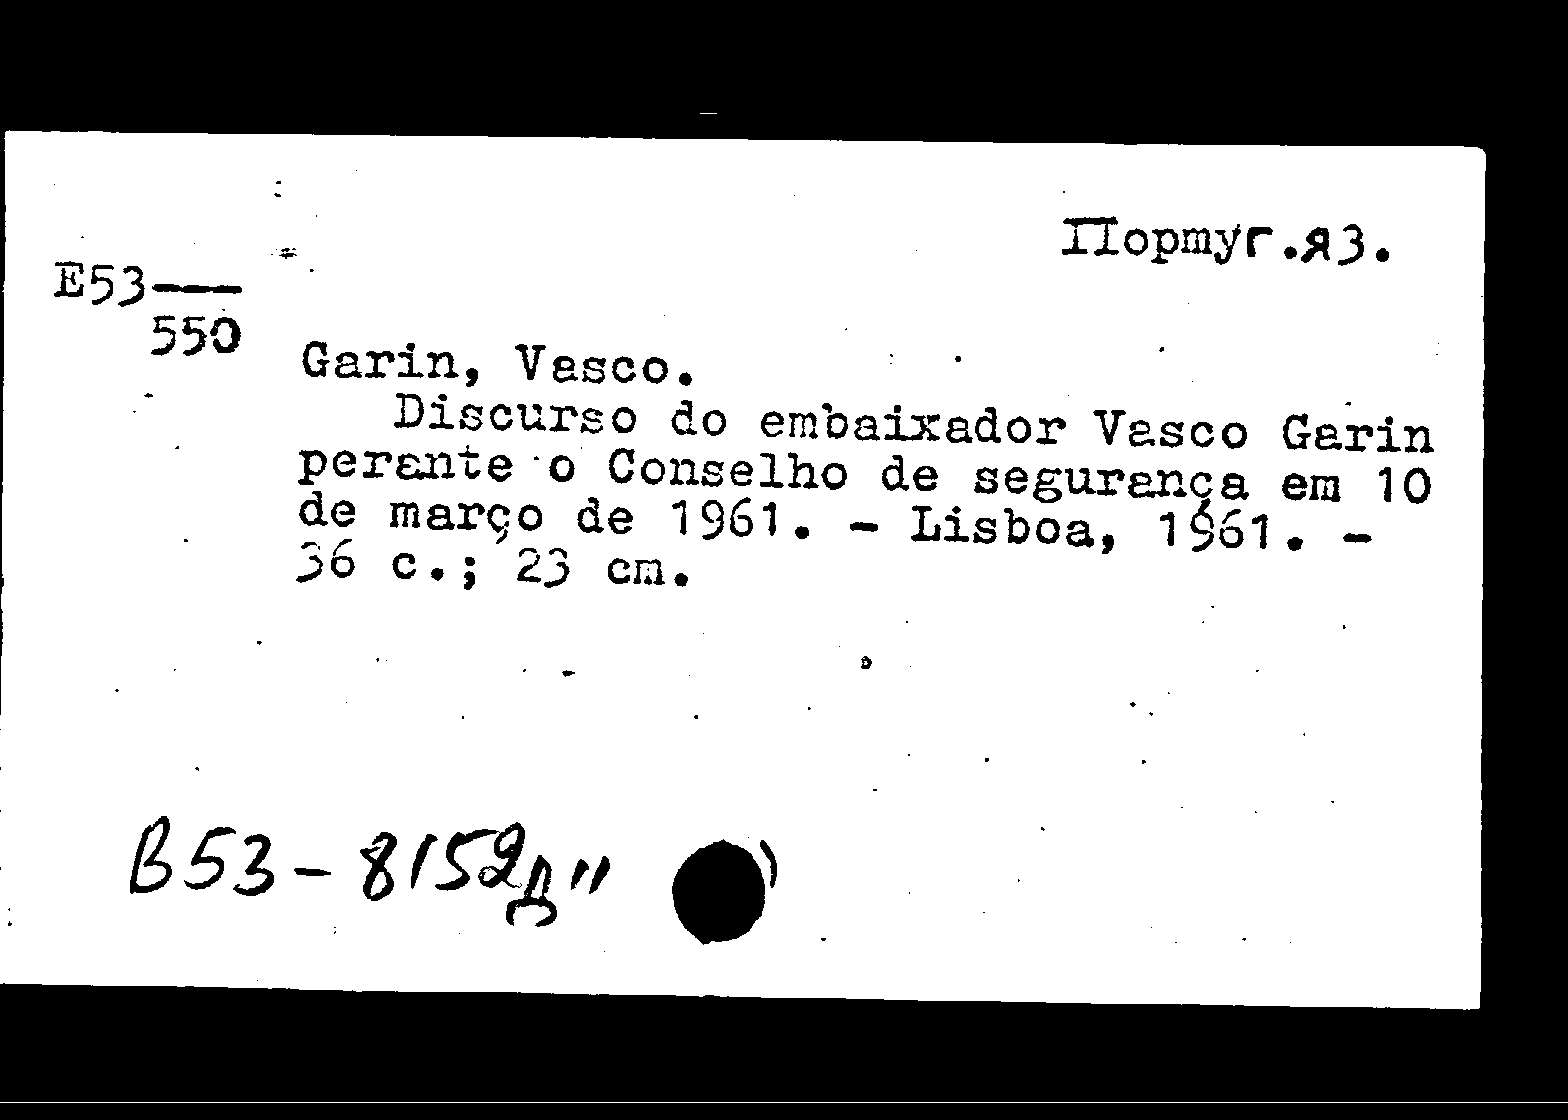 Португ.яз.
E53—
550
Garin, Vasco.
Discurso do embaixador Vasco Garin
perante o Conselho de segurança em 10
de março de 1961. - Lisboa, 1961. -
36 c.; 23 cm.
B53-8152д"